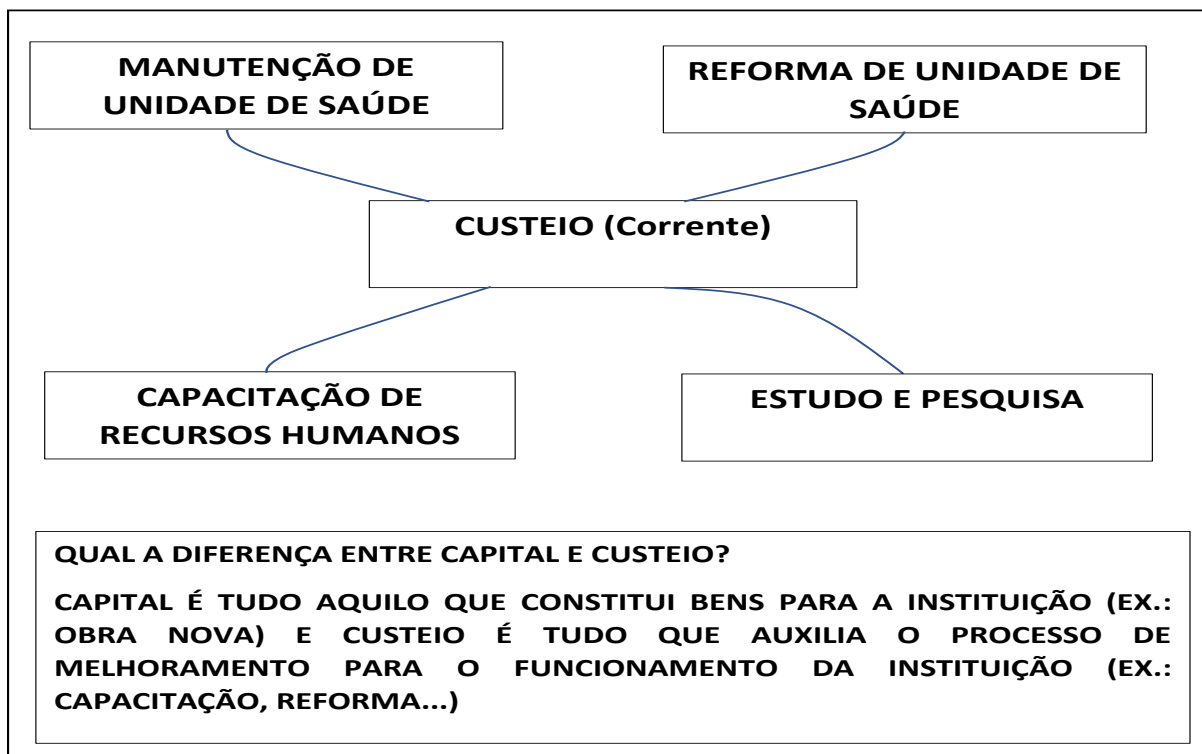 MANUTENÇÃO DE
UNIDADE DE SAÚDE
REFORMA DE UNIDADE DE
SAÚDE
CUSTEIO (Corrente)
CAPACITAÇÃO DE
RECURSOS HUMANOS
ESTUDO E PESQUISA
QUAL A DIFERENÇA ENTRE CAPITAL E CUSTEIO?
CAPITAL É TUDO AQUILO QUE CONSTITUI BENS PARA A INSTITUIÇÃO (EX.:
OBRA NOVA) E CUSTEIO É TUDO QUE AUXILIA O PROCESSO DE
MELHORAMENTO PARA O FUNCIONAMENTO DA INSTITUIÇÃO (EX.:
CAPACITAÇÃO, REFORMA...)